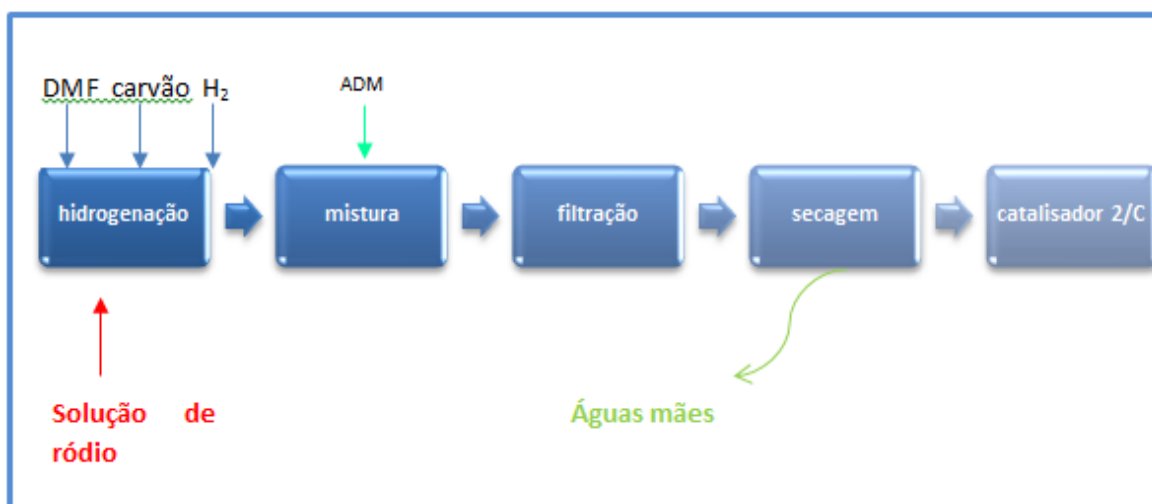 DMF carvão H₂
ADM
hidrogenação
mistura
filtração
secagem
catalisador 2/C
Solução de
ródio
Águas mães